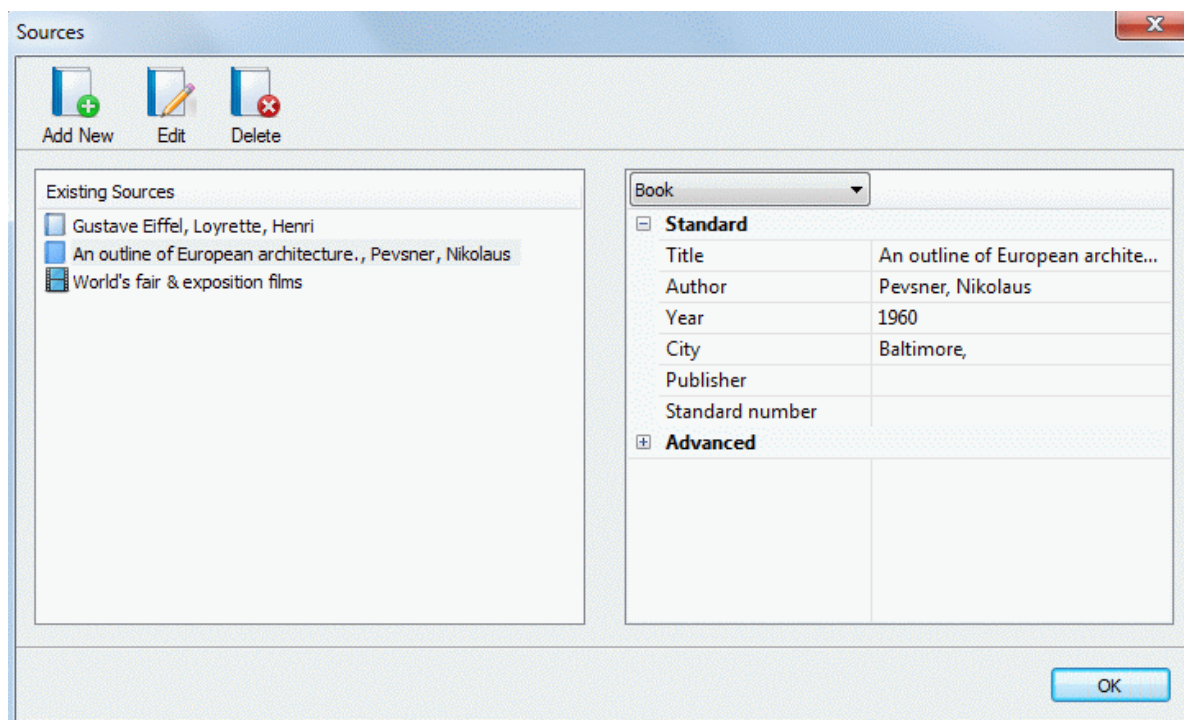 Sources
Add New Edit Delete
Existing Sources
Gustave Eiffel, Loyrette, Henri
An outline of European architecture., Pevsner, Nikolaus
World's fair & exposition films
Book
Standard
Title An outline of European archite...
Author Pevsner, Nikolaus
Year 1960
City Baltimore,
Publisher
Standard number
Advanced
OK